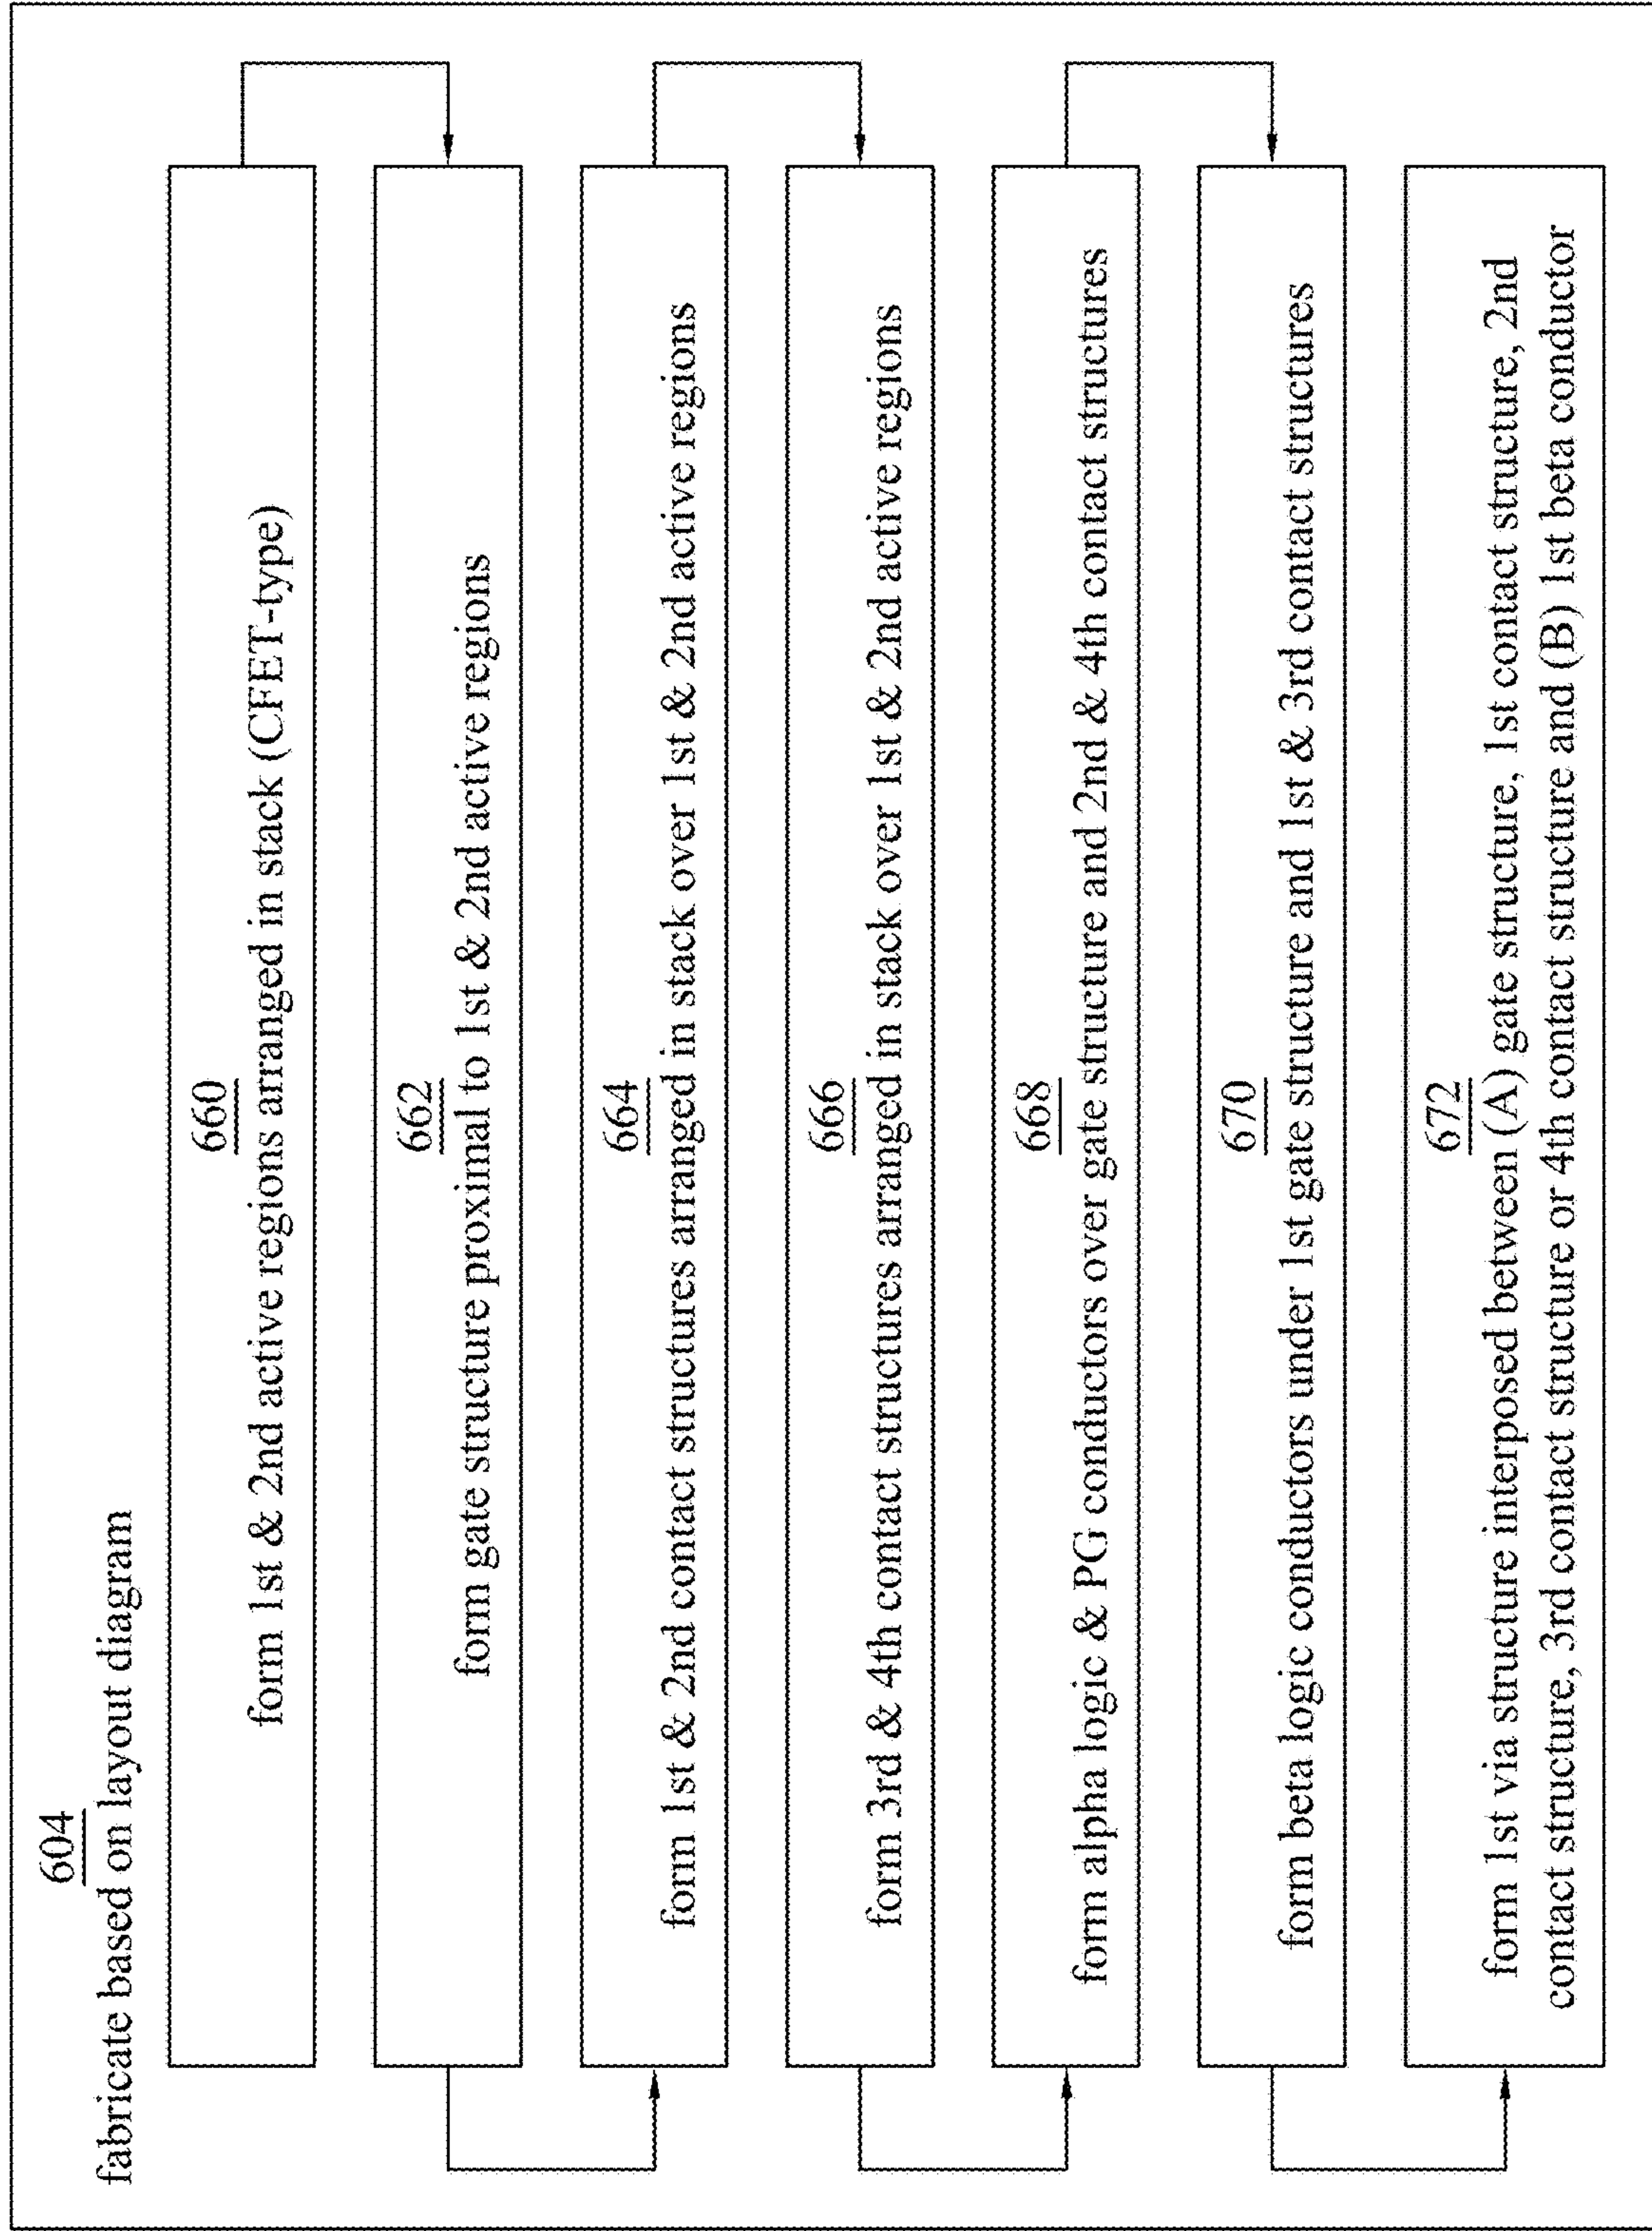 604
fabricate based on layout diagram
660
form 1st & 2nd active regions arranged in stack (CFET-type)
662
form gate structure proximal to 1st & 2nd active regions
664
form 1st & 2nd contact structures arranged in stack over 1st & 2nd active regions
666
form 3rd & 4th contact structures arranged in stack over 1st & 2nd active regions
668
form alpha logic & PG conductors over gate structure and 2nd & 4th contact structures
670
form beta logic conductors under 1st gate structure and 1st & 3rd contact structures
672
form 1st via structure interposed between (A) gate structure, 1st contact structure, 2nd
contact structure, 3rd contact structure or 4th contact structure and (B) 1st beta conductor